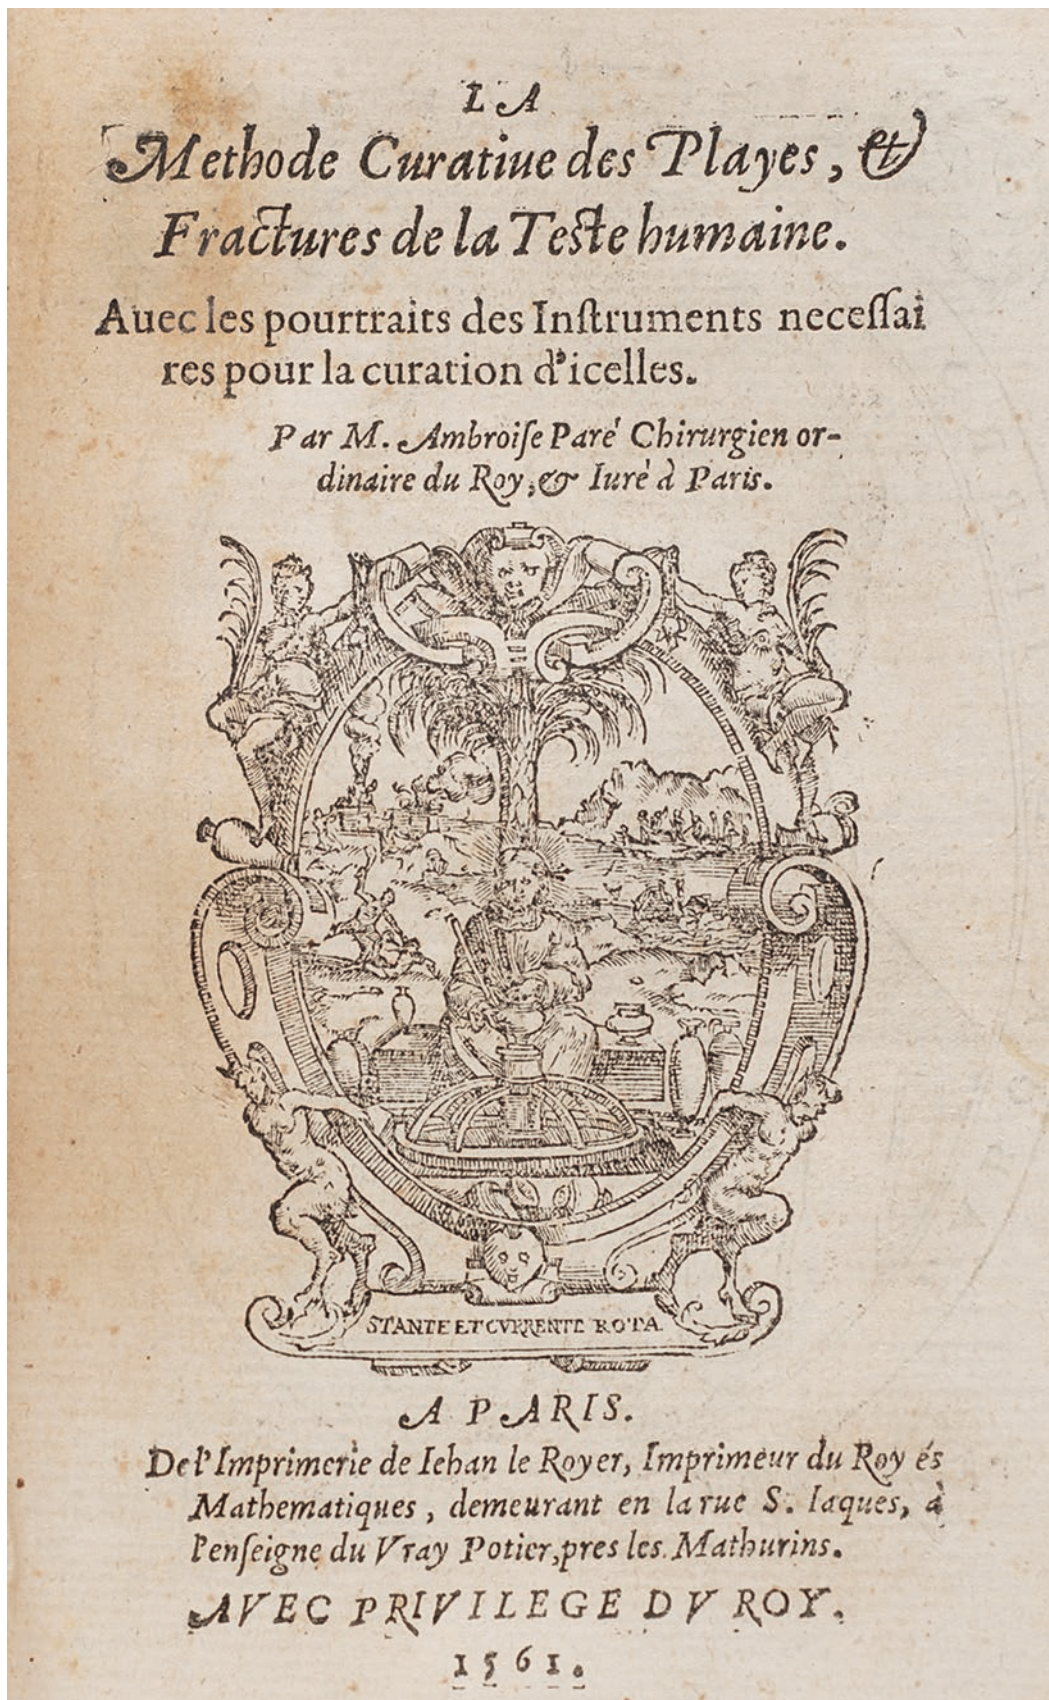 LA
Methode Curatiue des Playes, &
Fractures de la Teste humaine.
Auec les pourtraits des Inſtruments neceſſai
res pour la curation d'icelles.
Par M. Ambroiſe Paré Chirurgien or-
dinaire du Roy, & Iuré à Paris.
STANTE ET CVRRENTE ROTA
A PARIS.
De l'Imprimerie de Iehan le Royer, Imprimeur du Roy és
Mathematiques, demeurant en la rue S. Iaques, à
l'enſeigne du Vray Potier, pres les Mathurins.
AVEC PRIVILEGE DV ROY.
1561.